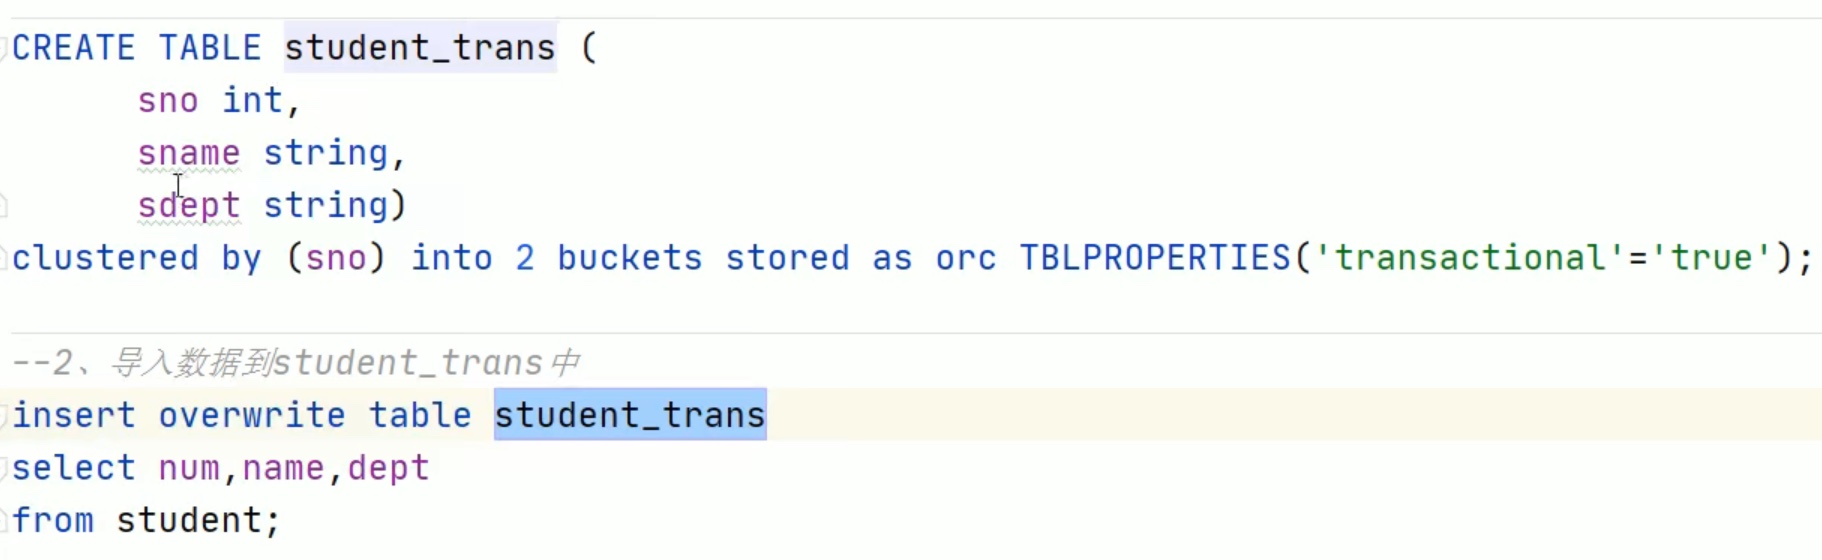 CREATE TABLE student_trans (
sno int,
sname string,
sdept string)
clustered by (sno) into 2 buckets stored as orc TBLPROPERTIES('transactional'='true');
--2、导入数据到student_trans中
insert overwrite table student_trans
select num,name,dept
from student;